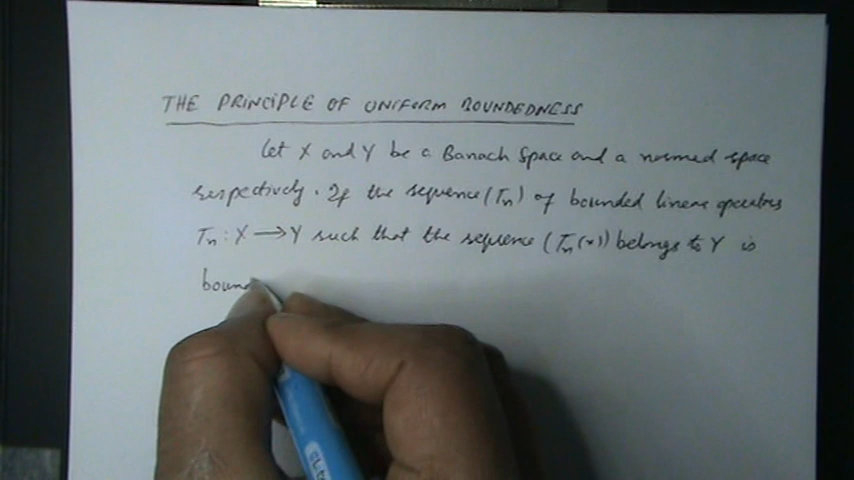 THE PRINCIPLE OF UNIFORM BOUNDEDNESS
Let X and Y be a Banach Space and a normed space
respectively. If the sequence (Tn) of bounded linear operators
Tn : X → Y such that the sequence (Tn(x)) belongs to Y is
bound